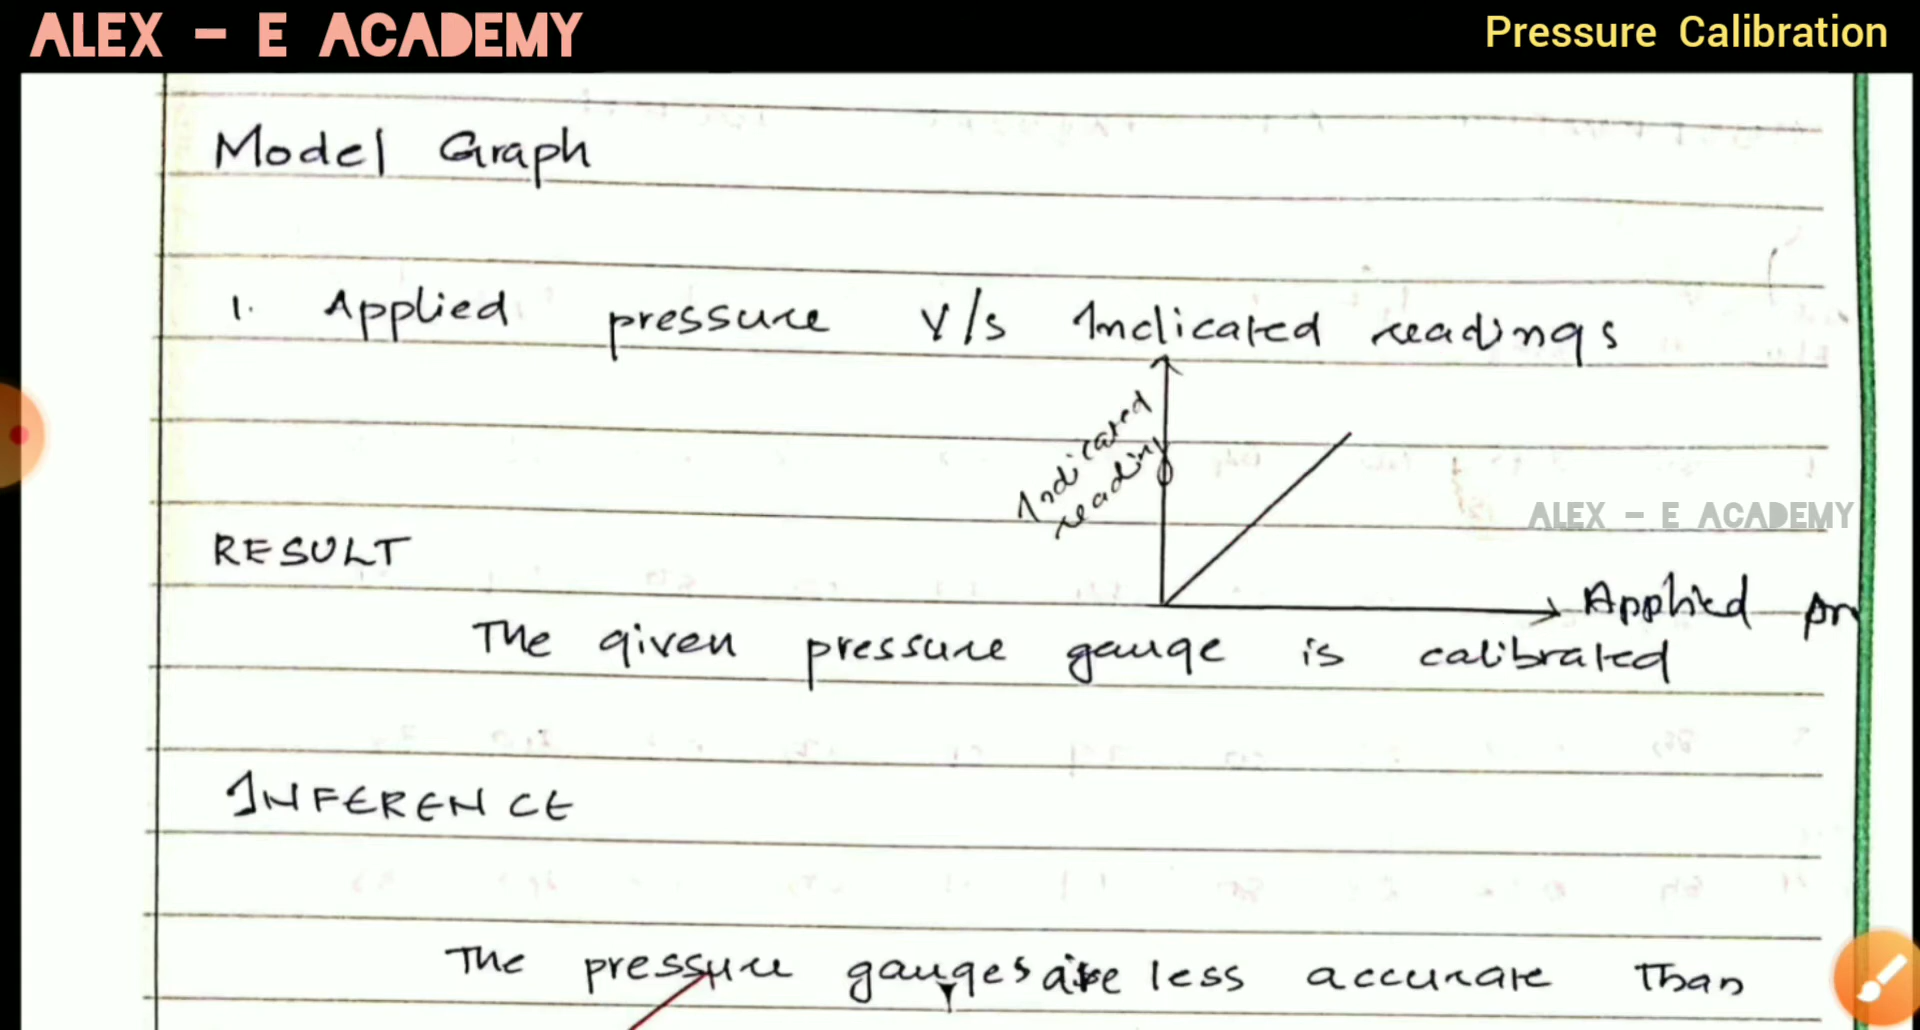 ALEX - E ACADEMY
Pressure Calibration
Model Graph
1. Applied pressure V/s Indicated readings
Indicated
reading
ALEX - E ACADEMY
Applied
RESULT
The given pressure gauge is calibrated
INFERENCE
The pressure gauges are less accurate than